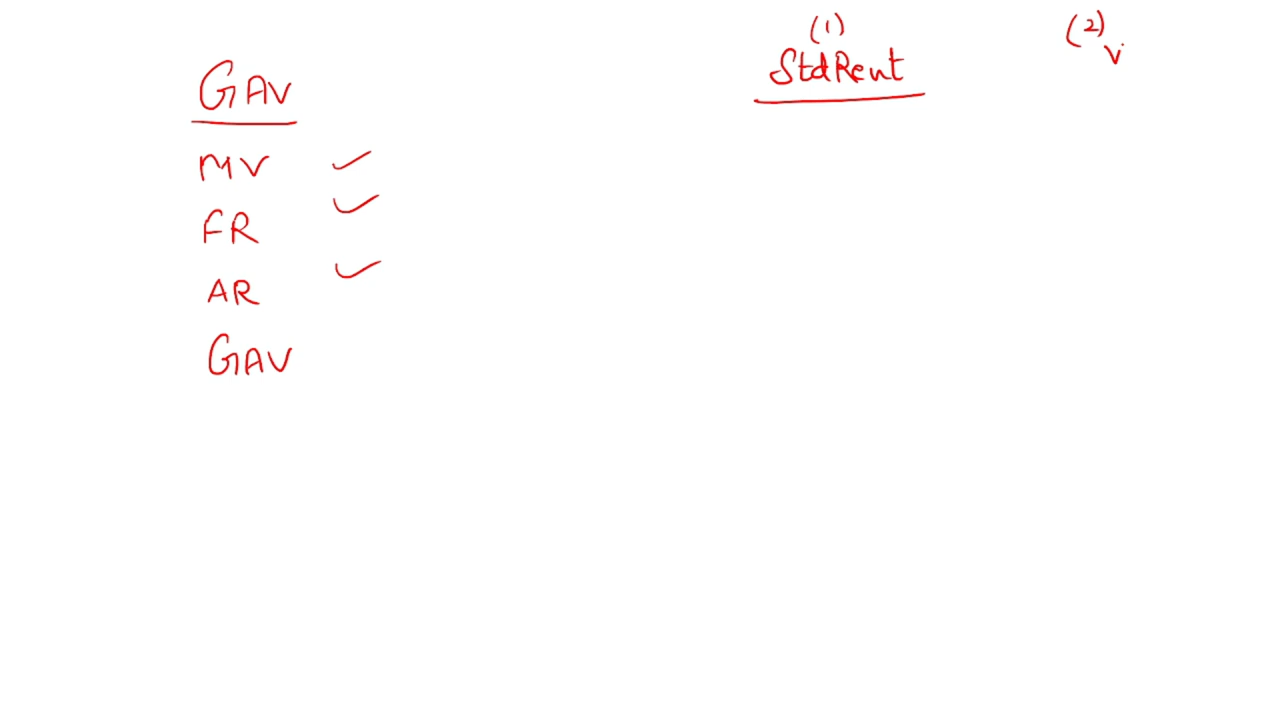 GAV
MV
FR
AR
GAV
(1)
StdRent
(2)